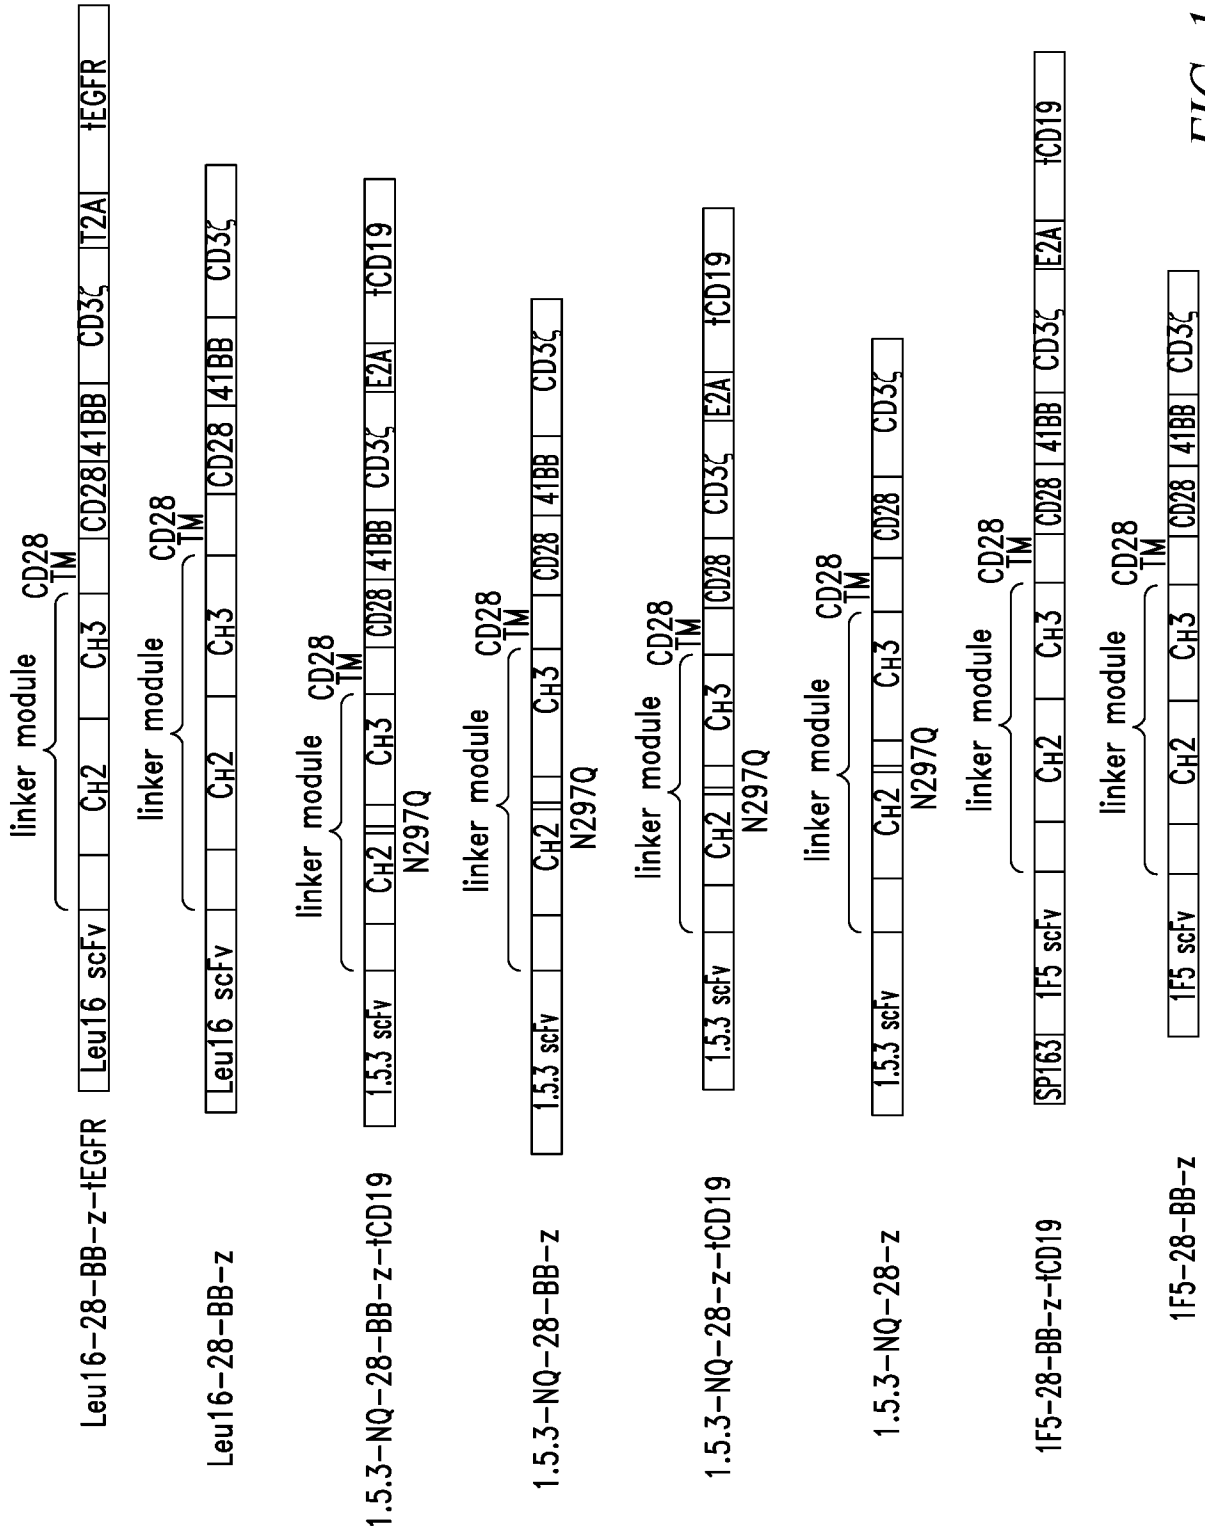 linker module
CD28
TM
Leu16-28-BB-z-tEGFR
Leu16 scFv CH2 CH3 CD28 41BB CD3ζ T2A tEGFR
linker module
CD28
TM
Leu16-28-BB-z
Leu16 scFv CH2 CH3 CD28 41BB CD3ζ
linker module
CD28
TM
1.5.3-NQ-28-BB-z-tCD19
1.5.3 scFv CH2 CH3 CD28 41BB CD3ζ E2A tCD19
N297Q
linker module
CD28
TM
1.5.3-NQ-28-BB-z
1.5.3 scFv CH2 CH3 CD28 41BB CD3ζ
N297Q
linker module
CD28
TM
1.5.3-NQ-28-z-tCD19
1.5.3 scFv CH2 CH3 CD28 CD3ζ E2A tCD19
N297Q
linker module
CD28
TM
1.5.3-NQ-28-z
1.5.3 scFv CH2 CH3 CD28 CD3ζ
N297Q
linker module
CD28
TM
1F5-28-BB-z-tCD19
SP163 1F5 scFv CH2 CH3 CD28 41BB CD3ζ E2A tCD19
linker module
CD28
TM
1F5-28-BB-z
1F5 scFv CH2 CH3 CD28 41BB CD3ζ
FIG. 1